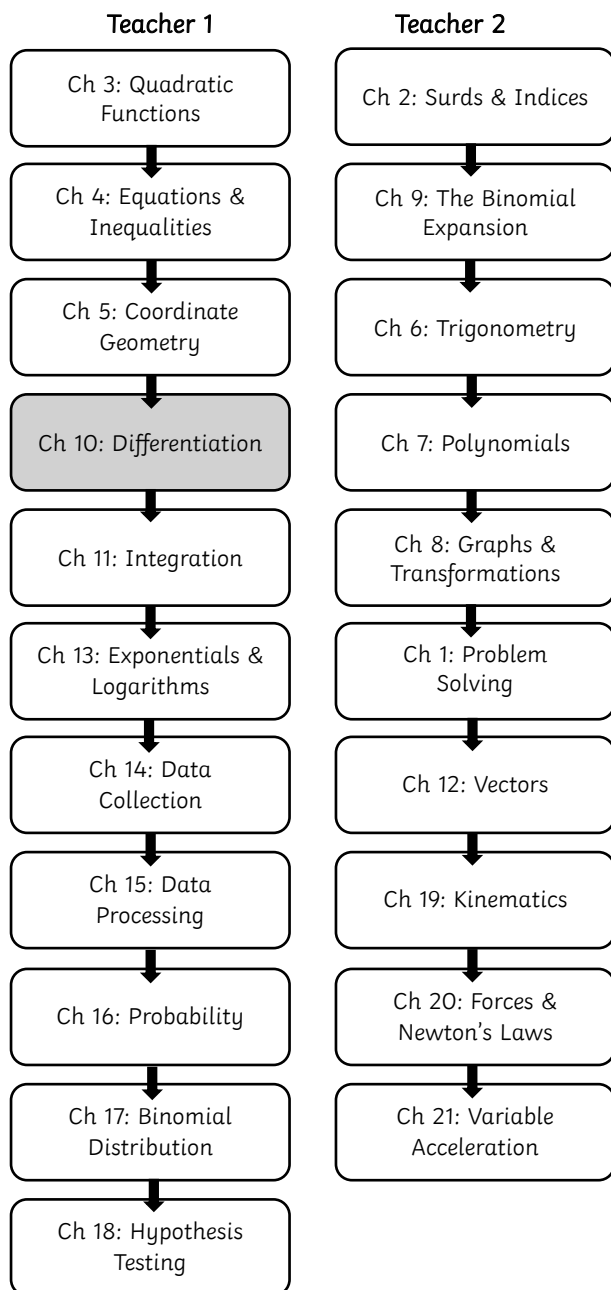 Teacher 1
Ch 3: Quadratic
Functions
Ch 4: Equations &
Inequalities
Ch 5: Coordinate
Geometry
Ch 10: Differentiation
Ch 11: Integration
Ch 13: Exponentials &
Logarithms
Ch 14: Data
Collection
Ch 15: Data
Processing
Ch 16: Probability
Ch 17: Binomial
Distribution
Ch 18: Hypothesis
Testing
Teacher 2
Ch 2: Surds & Indices
Ch 9: The Binomial
Expansion
Ch 6: Trigonometry
Ch 7: Polynomials
Ch 8: Graphs &
Transformations
Ch 1: Problem
Solving
Ch 12: Vectors
Ch 19: Kinematics
Ch 20: Forces &
Newton's Laws
Ch 21: Variable
Acceleration